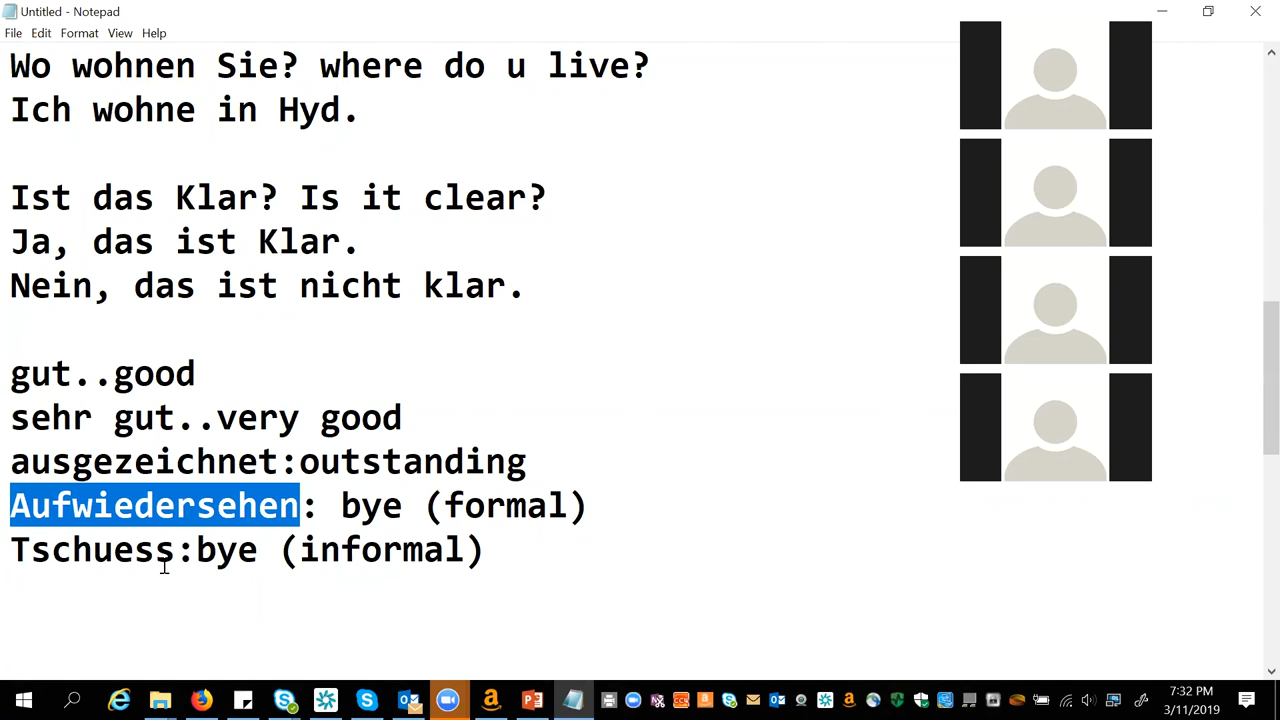 Untitled - Notepad
File Edit Format View Help
Wo wohnen Sie? where do u live?
Ich wohne in Hyd.
Ist das Klar? Is it clear?
Ja, das ist Klar.
Nein, das ist nicht klar.
gut..good
sehr gut..very good
ausgezeichnet:outstanding
Aufwiedersehen: bye (formal)
Tschuess:bye (informal)
7:32 PM
3/11/2019